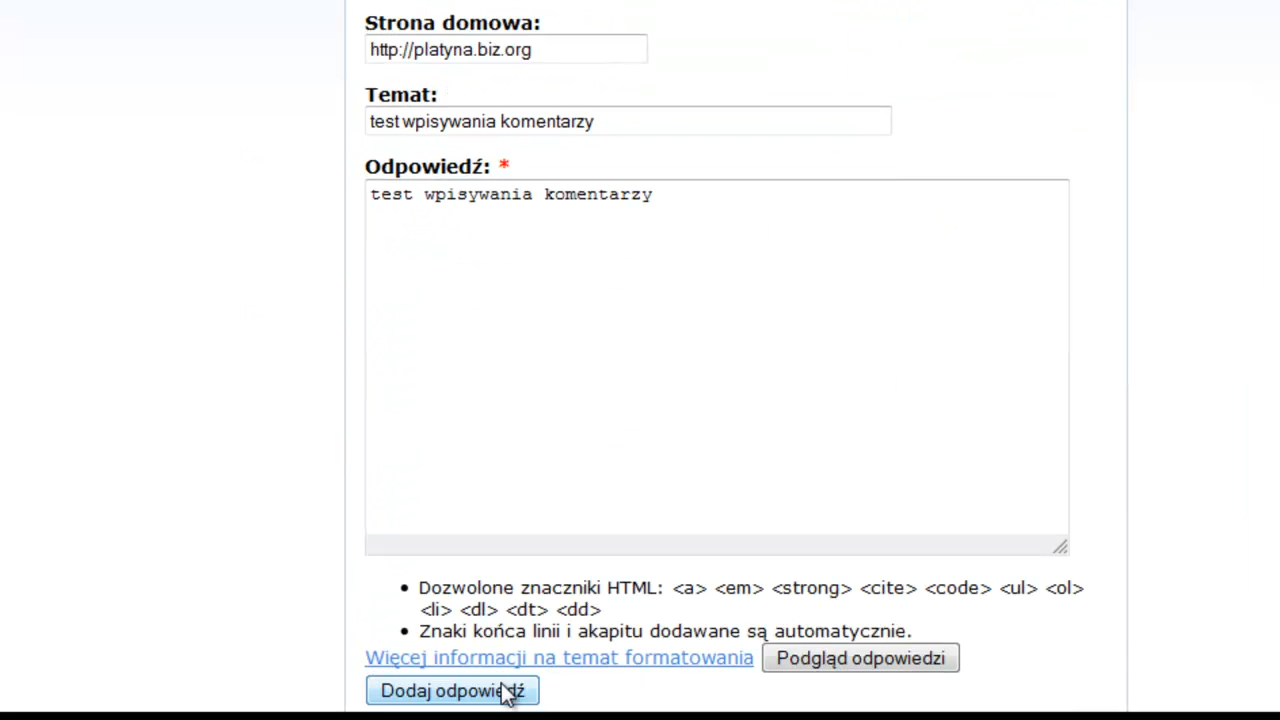 Strona domowa:
http://platyna.biz.org
Temat:
test wpisywania komentarzy
Odpowiedź: *
test wpisywania komentarzy
Dozwolone znaczniki HTML: <a> <em> <strong> <cite> <code> <ul> <ol>
<li> <dl> <dt> <dd>
Znaki końca linii i akapitu dodawane są automatycznie.
Więcej informacji na temat formatowania Podgląd odpowiedzi
Dodaj odpowiedź